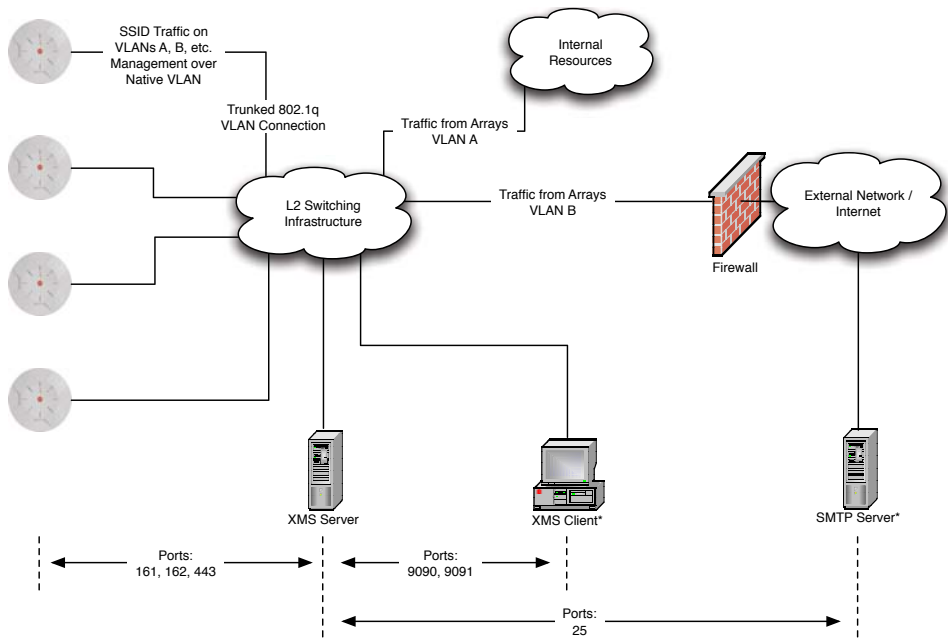 SSID Traffic on
VLANs A, B, etc.
Management over
Native VLAN
Internal
Resources
Trunked 802.1q
VLAN Connection
Traffic from Arrays
VLAN A
L2 Switching
Infrastructure
Traffic from Arrays
VLAN B
External Network /
Internet
Firewall
XMS Server
XMS Client*
SMTP Server*
Ports:
161, 162, 443
Ports:
9090, 9091
Ports:
25